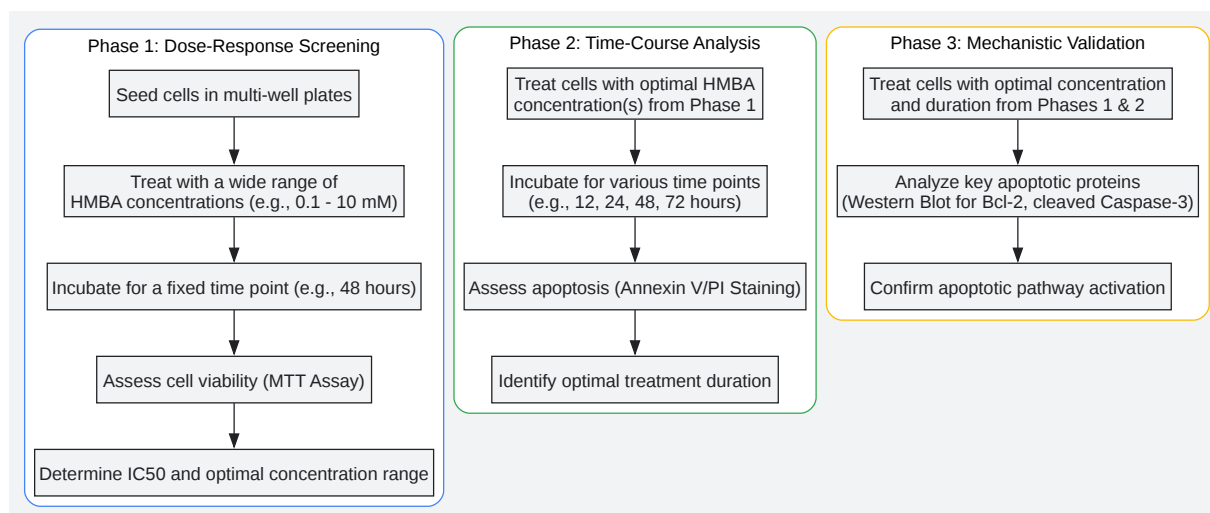 Phase 1: Dose-Response Screening
Seed cells in multi-well plates
Treat with a wide range of
HMBA concentrations (e.g., 0.1 - 10 mM)
Incubate for a fixed time point (e.g., 48 hours)
Assess cell viability (MTT Assay)
Determine IC50 and optimal concentration range
Phase 2: Time-Course Analysis
Treat cells with optimal HMBA
concentration(s) from Phase 1
Incubate for various time points
(e.g., 12, 24, 48, 72 hours)
Assess apoptosis (Annexin V/PI Staining)
Identify optimal treatment duration
Phase 3: Mechanistic Validation
Treat cells with optimal concentration
and duration from Phases 1 & 2
Analyze key apoptotic proteins
(Western Blot for Bcl-2, cleaved Caspase-3)
Confirm apoptotic pathway activation